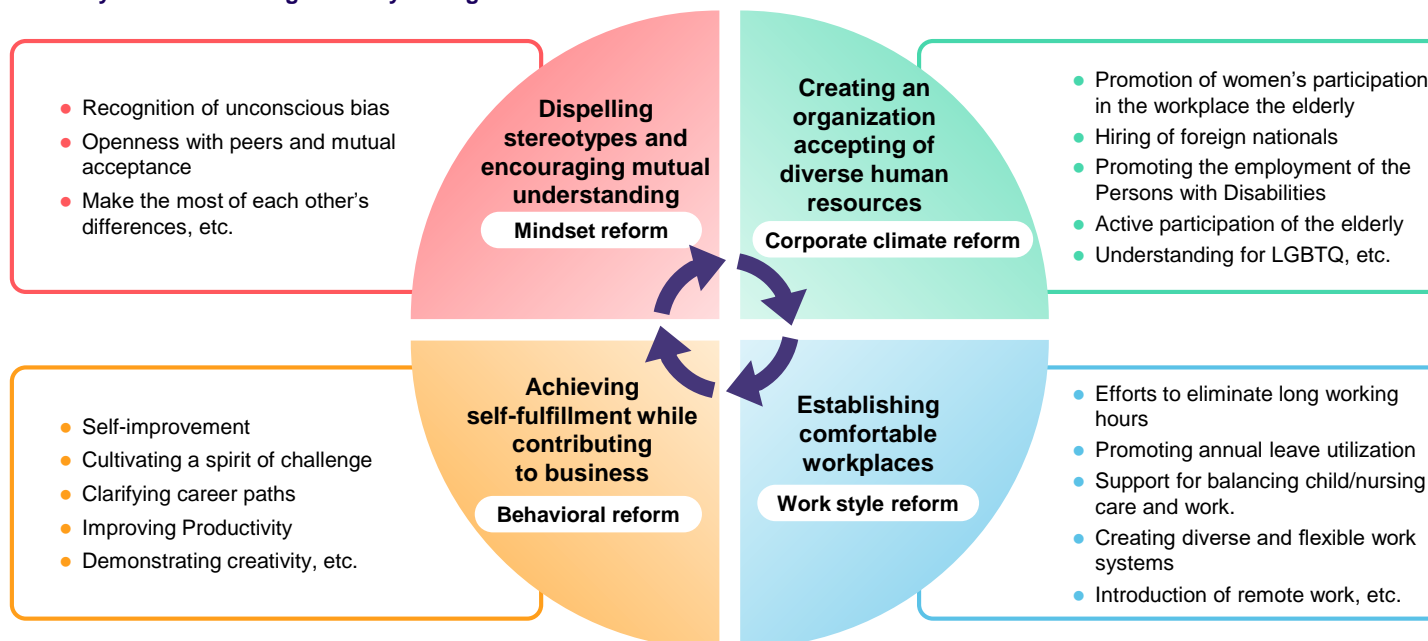 Recognition of unconscious bias
Openness with peers and mutual
acceptance
Make the most of each other's
differences, etc.
Dispelling
stereotypes and
encouraging mutual
understanding
Mindset reform
Creating an
organization
accepting of
diverse human
resources
Corporate climate reform
Promotion of women's participation
in the workplace the elderly
Hiring of foreign nationals
Promoting the employment of the
Persons with Disabilities
Active participation of the elderly
Understanding for LGBTQ, etc.
Self-improvement
Cultivating a spirit of challenge
Clarifying career paths
Improving Productivity
Demonstrating creativity, etc.
Achieving
self-fulfillment while
contributing
to business
Behavioral reform
Establishing
comfortable
workplaces
Work style reform
Efforts to eliminate long working
hours
Promoting annual leave utilization
Support for balancing child/nursing
care and work.
Creating diverse and flexible work
systems
Introduction of remote work, etc.